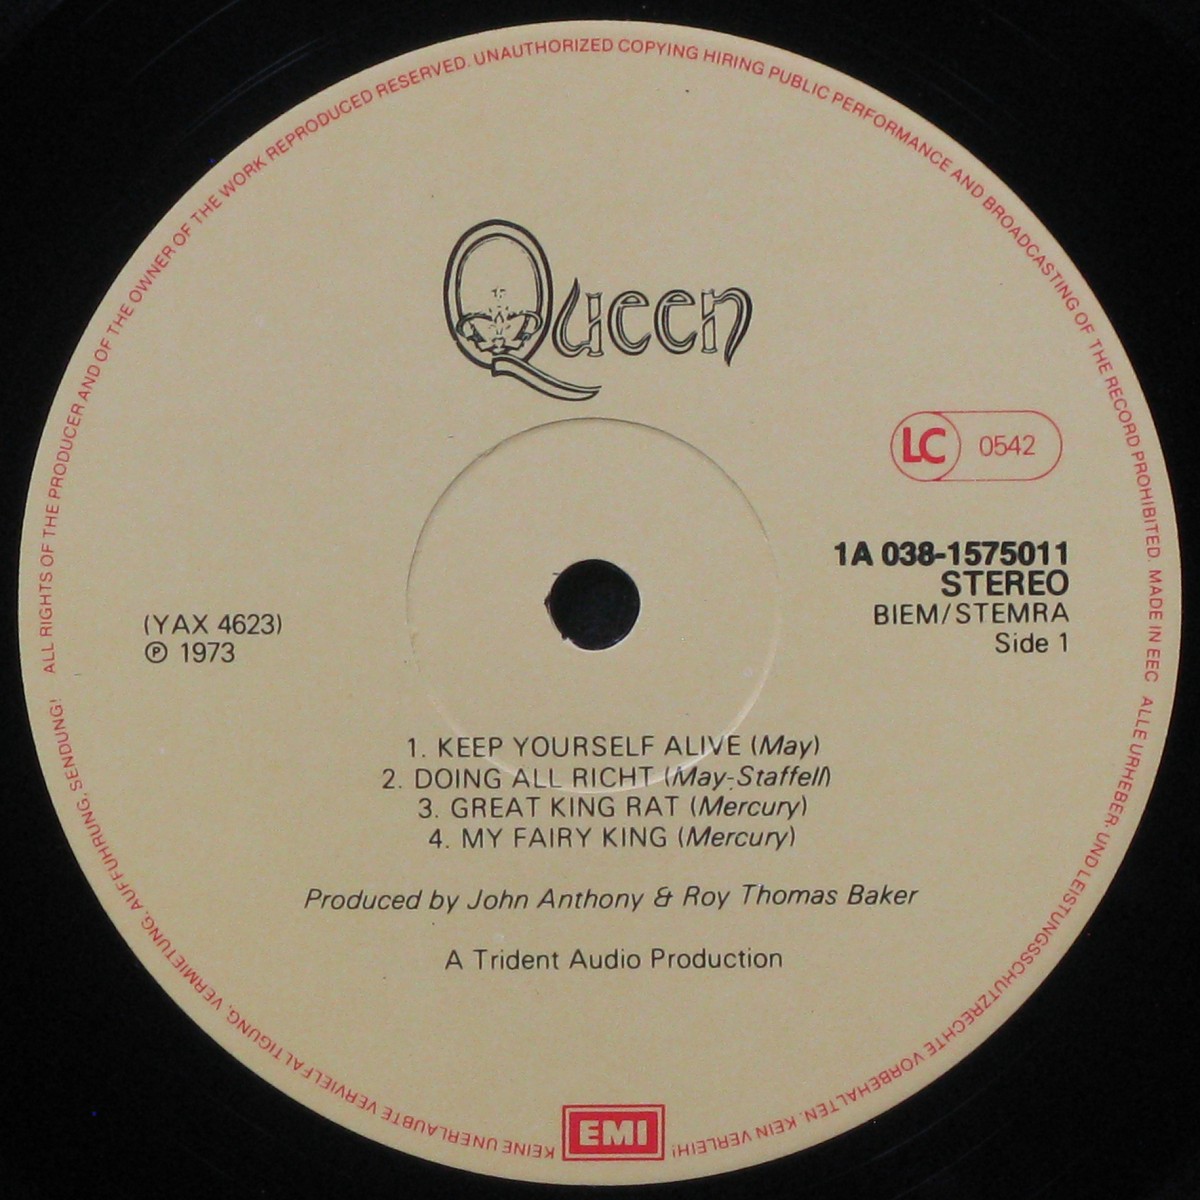 ALL RIGHTS OF THE PRODUCER AND OF THE OWNER OF THE WORK REPRODUCED RESERVED. UNAUTHORIZED COPYING HIRING PUBLIC PERFORMANCE AND BROADCASTING OF THE RECORD PROHIBITED. MADE IN EEC
Queen
LC 0542
1A 038-1575011
STEREO
BIEM/STEMRA
Side 1
(YAX 4623)
℗ 1973
1. KEEP YOURSELF ALIVE (May)
2. DOING ALL RICHT (May-Staffell)
3. GREAT KING RAT (Mercury)
4. MY FAIRY KING (Mercury)
Produced by John Anthony & Roy Thomas Baker
A Trident Audio Production
EMI
ALLE URHEBER- UND LEISTUNGSSCHUTZRECHTE VORBEHALTEN. KEIN VERLEIH! KEINE UNERLAUBTE VERVIELFALTIGUNG, VERMIETUNG, AUFFUHRUNG, SENDUNG!